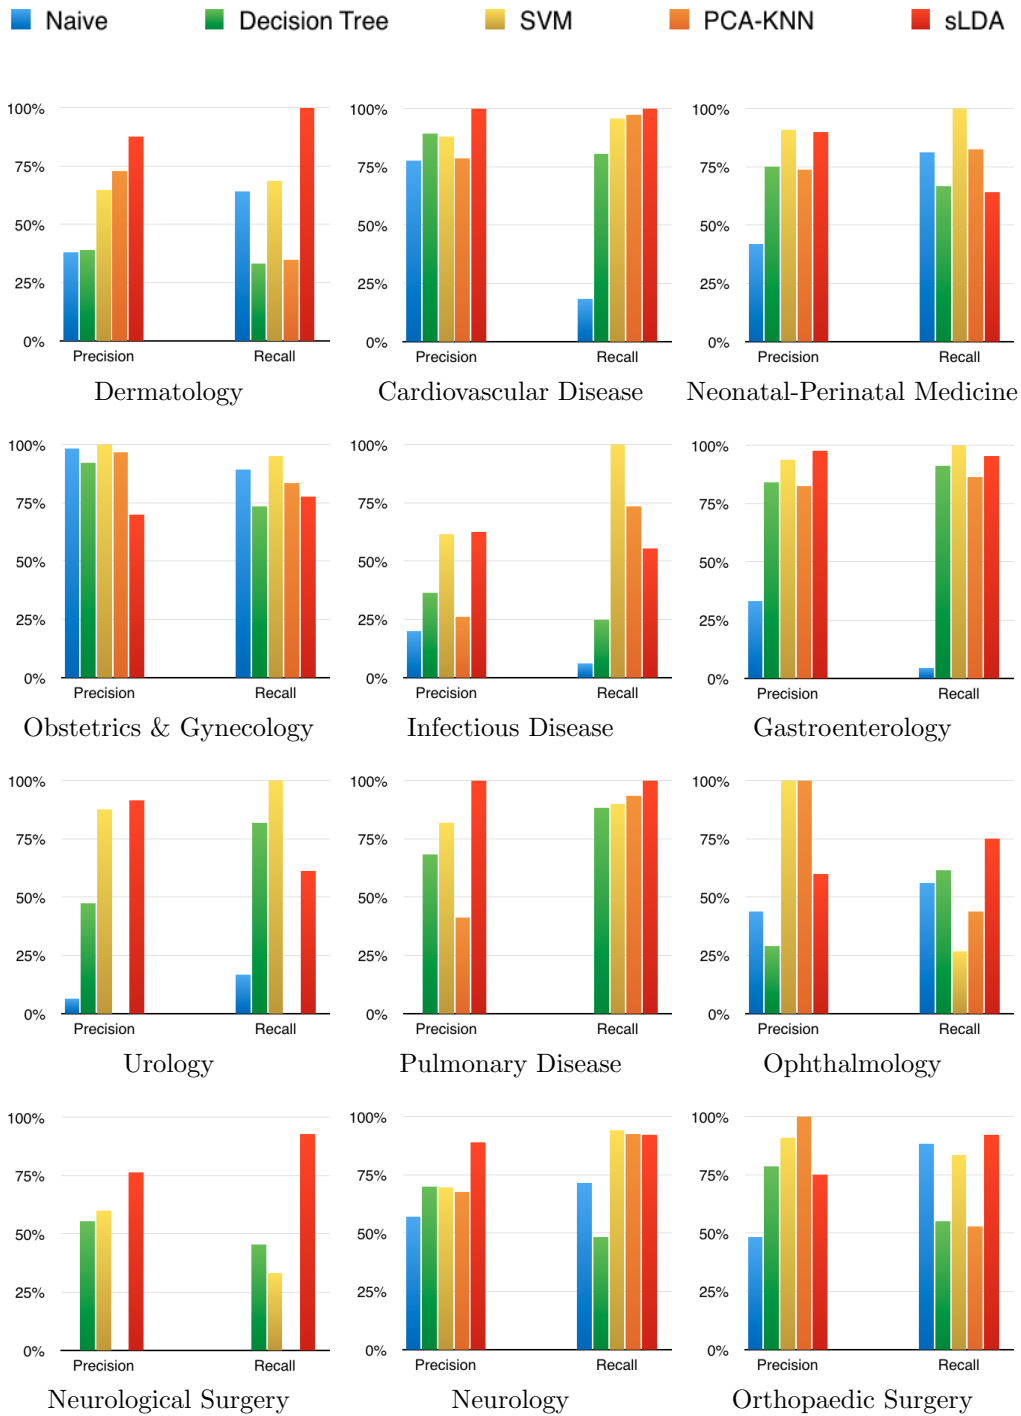 Naive Decision Tree SVM PCA-KNN sLDA
100% 100% 100%
75% 75% 75%
50% 50% 50%
25% 25% 25%
0% 0% 0%
Precision Recall Precision Recall Precision Recall
Dermatology Cardiovascular Disease Neonatal-Perinatal Medicine
100% 100% 100%
75% 75% 75%
50% 50% 50%
25% 25% 25%
0% 0% 0%
Precision Recall Precision Recall Precision Recall
Obstetrics & Gynecology Infectious Disease Gastroenterology
100% 100% 100%
75% 75% 75%
50% 50% 50%
25% 25% 25%
0% 0% 0%
Precision Recall Precision Recall Precision Recall
Urology Pulmonary Disease Ophthalmology
100% 100% 100%
75% 75% 75%
50% 50% 50%
25% 25% 25%
0% 0% 0%
Precision Recall Precision Recall Precision Recall
Neurological Surgery Neurology Orthopaedic Surgery